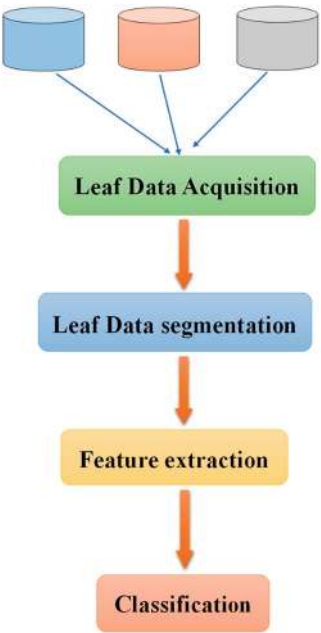 Leaf Data Acquisition
Leaf Data segmentation
Feature extraction
Classification